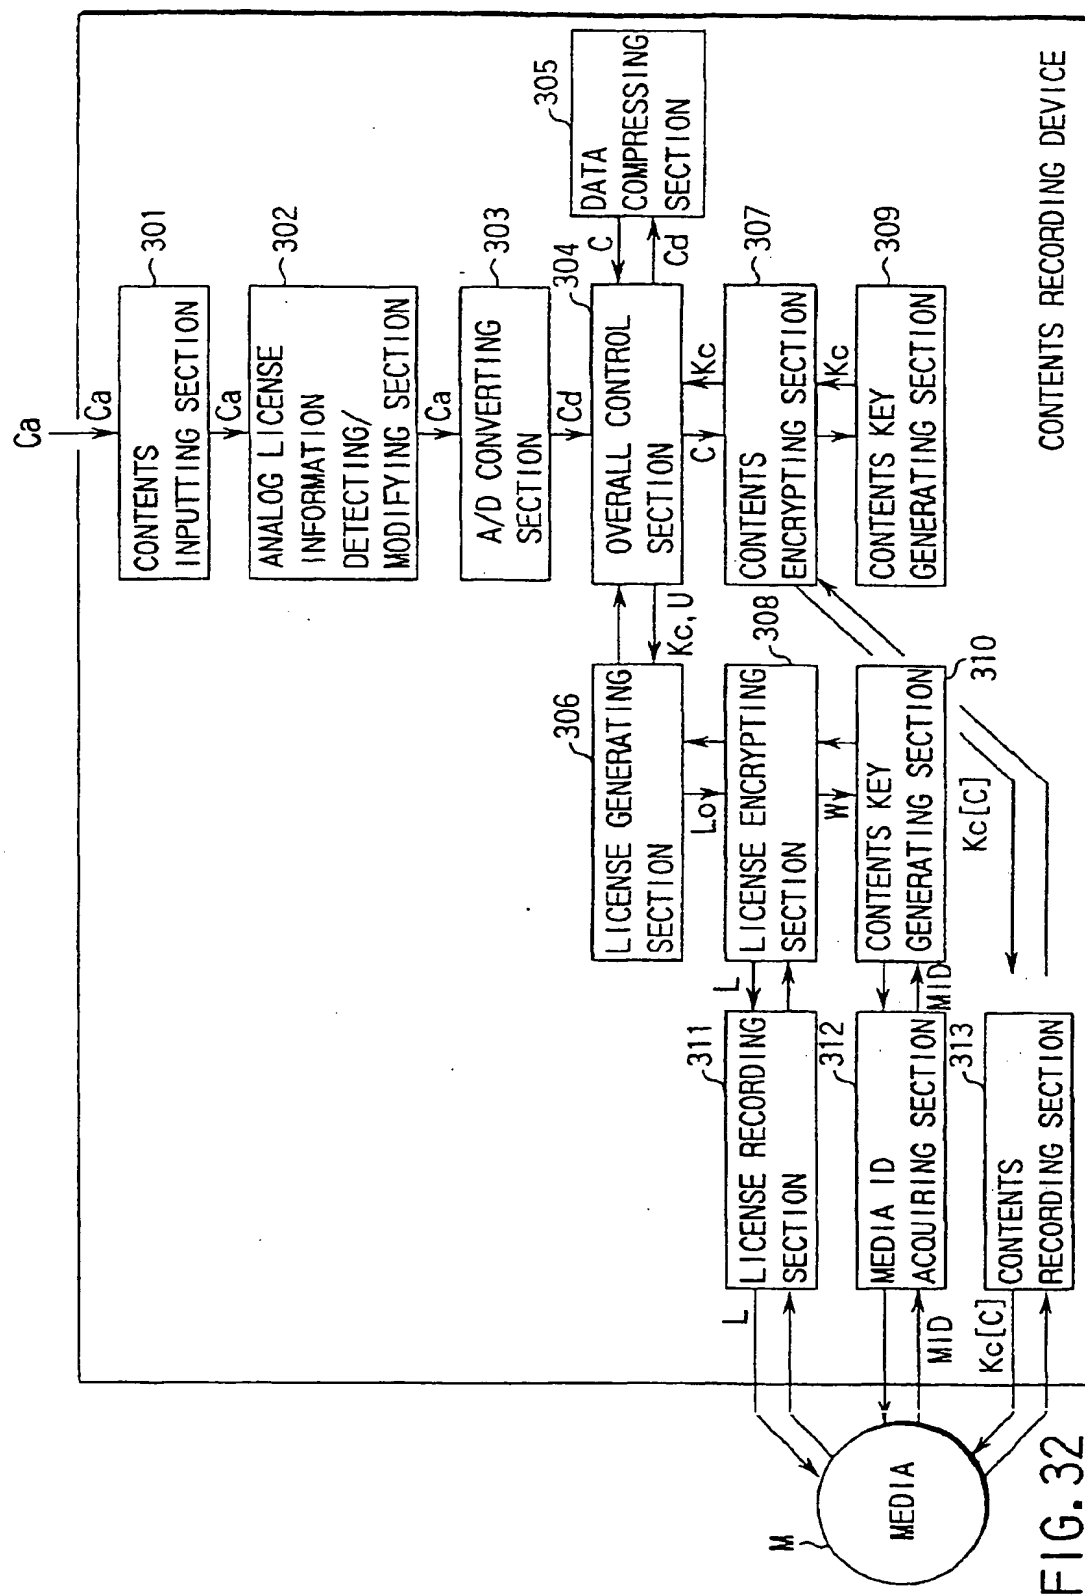 Ca
Ca
301
CONTENTS
INPUTTING SECTION
Ca
302
ANALOG LICENSE
INFORMATION
DETECTING/
MODIFYING SECTION
Ca
303
A/D CONVERTING
SECTION
Cd
304
OVERALL CONTROL
SECTION
C
Cd
305
DATA
COMPRESSING
SECTION
Kc, U
306
LICENSE GENERATING
SECTION
C
Kc
307
CONTENTS
ENCRYPTING SECTION
Kc
309
CONTENTS KEY
GENERATING SECTION
Lo
308
LICENSE ENCRYPTING
SECTION
W
310
CONTENTS KEY
GENERATING SECTION
Kc[C]
L
311
LICENSE RECORDING
SECTION
MID
312
MEDIA ID
ACQUIRING SECTION
313
CONTENTS
RECORDING SECTION
L
MID
Kc[C]
M
MEDIA
CONTENTS RECORDING DEVICE
FIG. 32